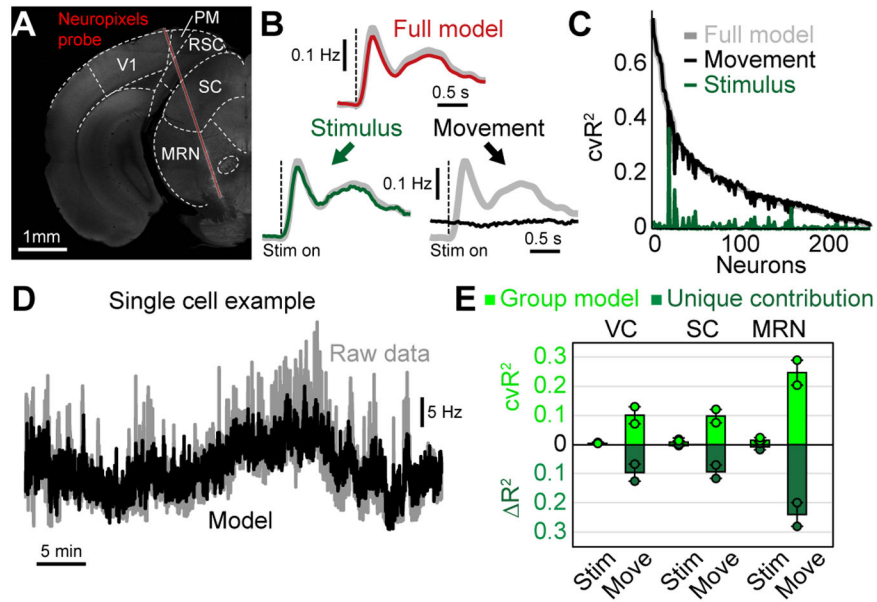 A
Neuropixels
probe
PM
RSC
V1
SC
MRN
1mm
B
Full model
0.1 Hz
0.5 s
Stimulus
Movement
0.1 Hz
Stim on
Stim on
0.5 s
C
Full model
Movement
Stimulus
cvR²
0.6
0.4
0.2
0
0
100
200
Neurons
D
Single cell example
Raw data
5 Hz
Model
5 min
E
Group model
Unique contribution
VC
SC
MRN
cvR²
0.3
0.2
0.1
0
0.1
0.2
0.3
ΔR²
Stim
Move
Stim
Move
Stim
Move